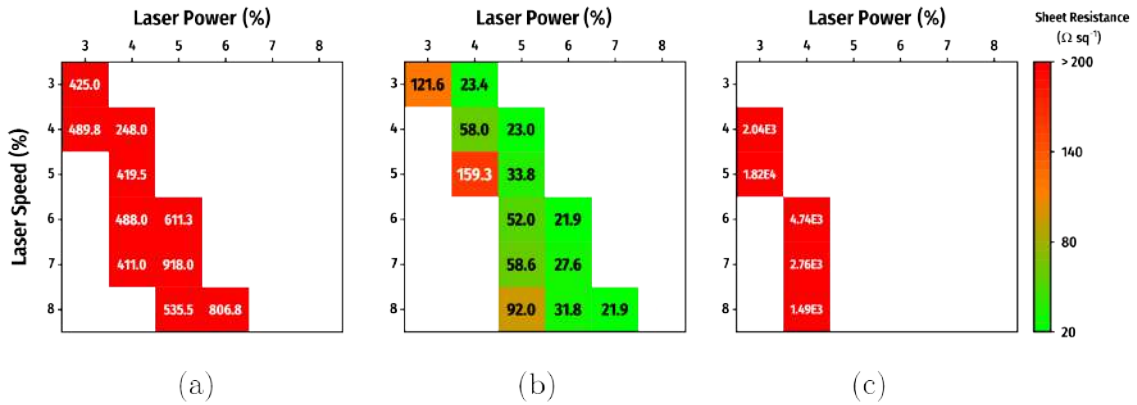 Laser Power (%) Laser Power (%) Laser Power (%) Sheet Resistance
(Ω sq⁻¹)
3 4 5 6 7 8 3 4 5 6 7 8 3 4 5 6 7 8 > 200
3 425.0 3 121.6 23.4 3
4 489.8 248.0 4 58.0 23.0 4 2.04E3
140
5 419.5 5 159.3 33.8 5 1.82E4
Laser Speed (%)
6 488.0 611.3 6 52.0 21.9 6 4.74E3
80
7 411.0 918.0 7 58.6 27.6 7 2.76E3
8 535.5 806.8 8 92.0 31.8 21.9 8 1.49E3
20
(a) (b) (c)